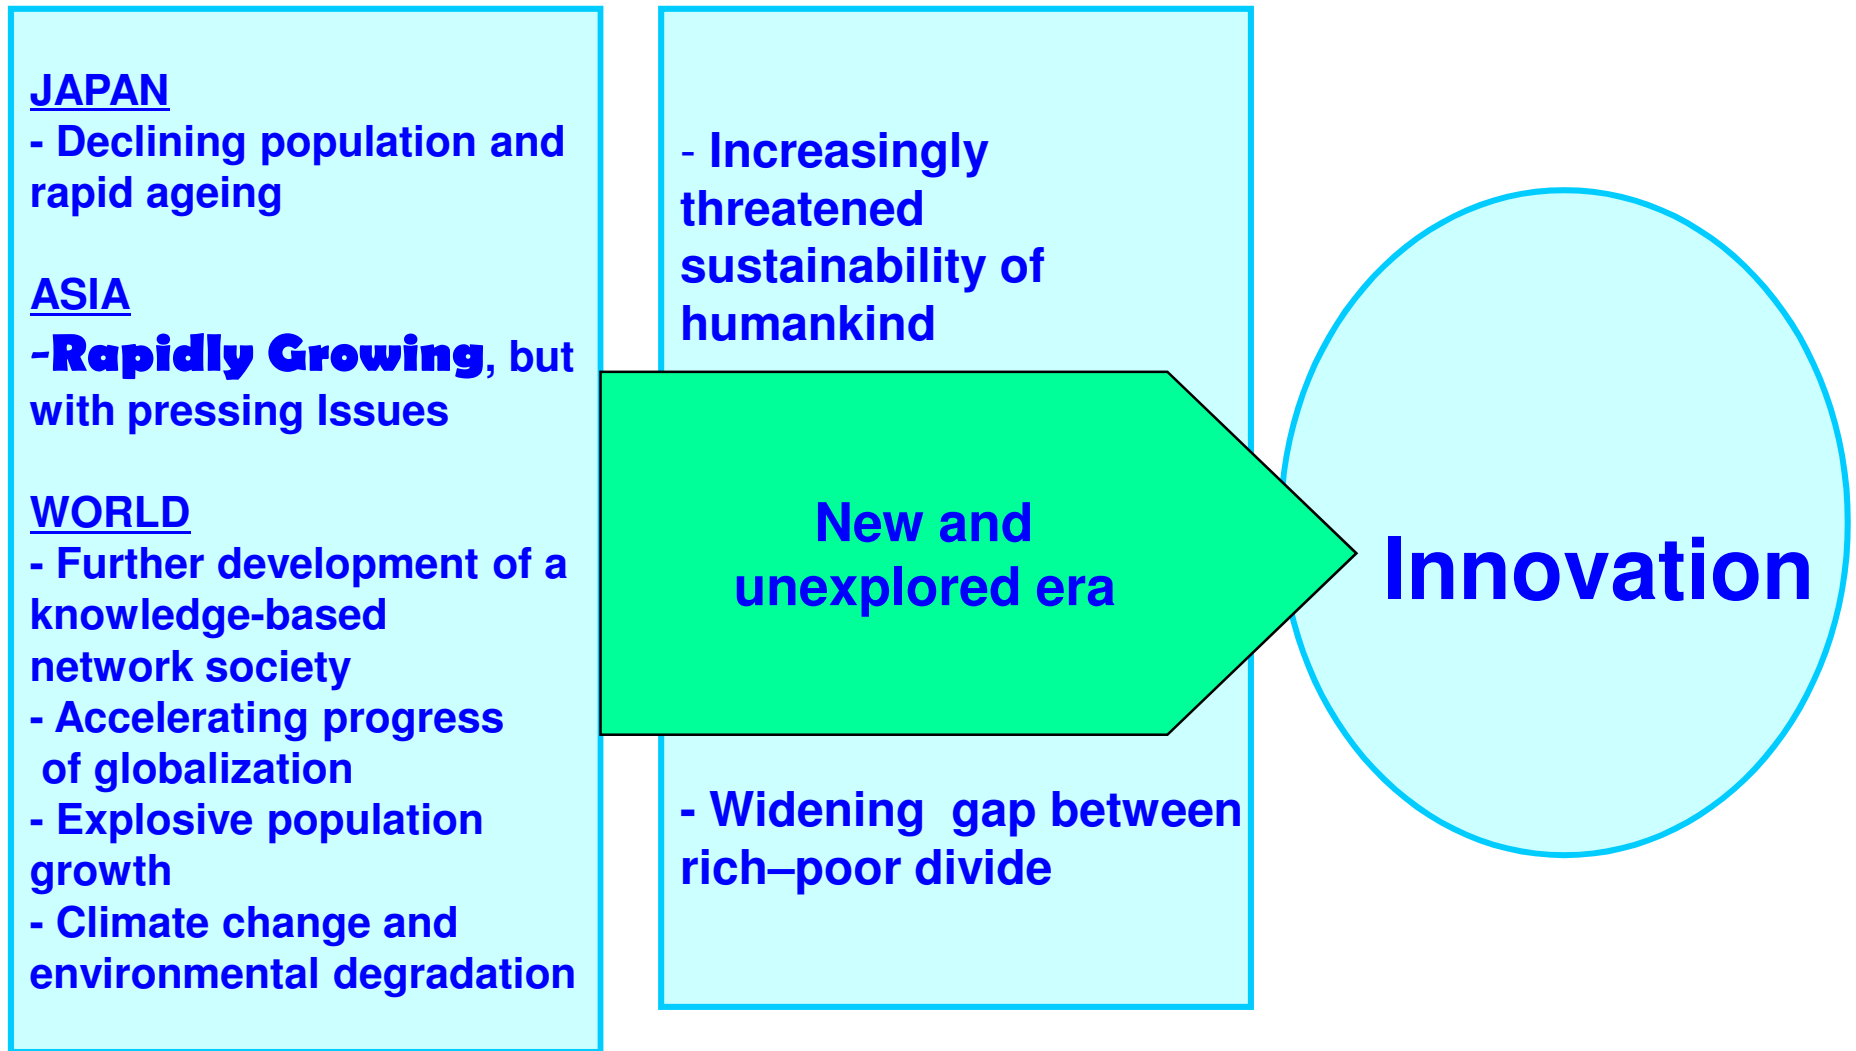 JAPAN
- Declining population and
rapid ageing
ASIA
-Rapidly Growing, but
with pressing Issues
WORLD
- Further development of a
knowledge-based
network society
- Accelerating progress
of globalization
- Explosive population
growth
- Climate change and
environmental degradation
- Increasingly
threatened
sustainability of
humankind
New and
unexplored era
- Widening  gap between
rich–poor divide
Innovation